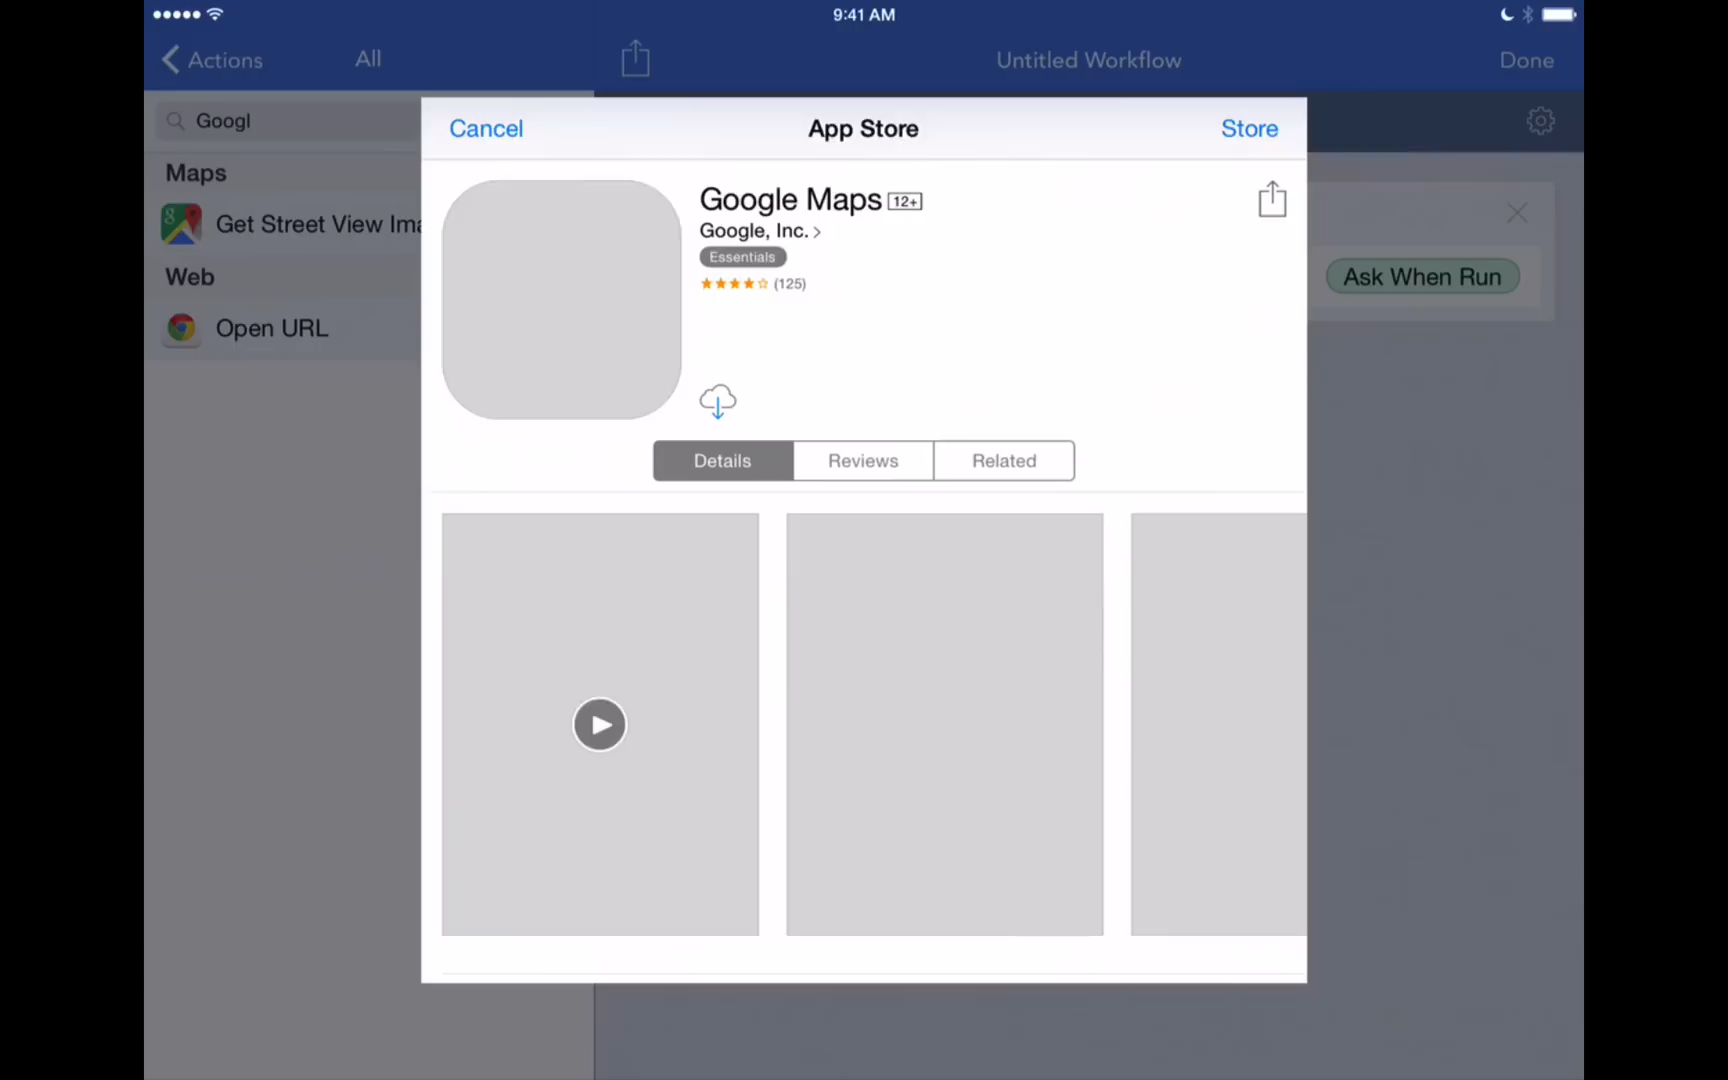 9:41 AM
Actions
All
Untitled Workflow
Done
Googl
Maps
Get Street View Ima
Web
Open URL
Cancel
App Store
Store
Google Maps 12+
Google, Inc. >
Essentials
(125)
Details
Reviews
Related
Ask When Run